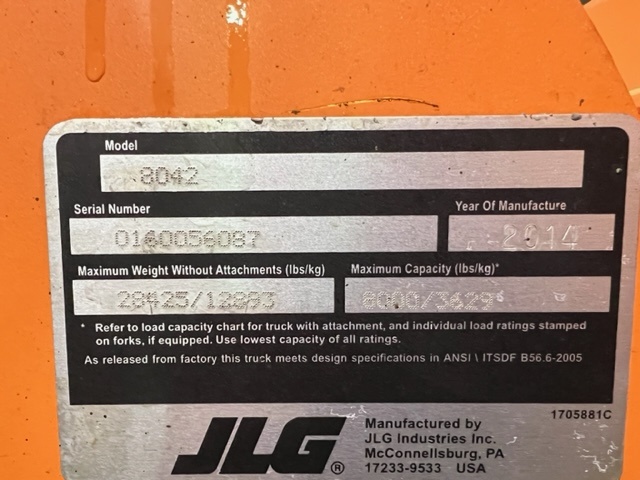 Model
8042
Serial Number
0160056087
Year Of Manufacture
2014
Maximum Weight Without Attachments (lbs/kg)
28425/12893
Maximum Capacity (lbs/kg)*
8000/3629
* Refer to load capacity chart for truck with attachment, and individual load ratings stamped
on forks, if equipped. Use lowest capacity of all ratings.
As released from factory this truck meets design specifications in ANSI \ ITSDF B56.6-2005
1705881C
JLG®
Manufactured by
JLG Industries Inc.
McConnellsburg, PA
17233-9533 USA